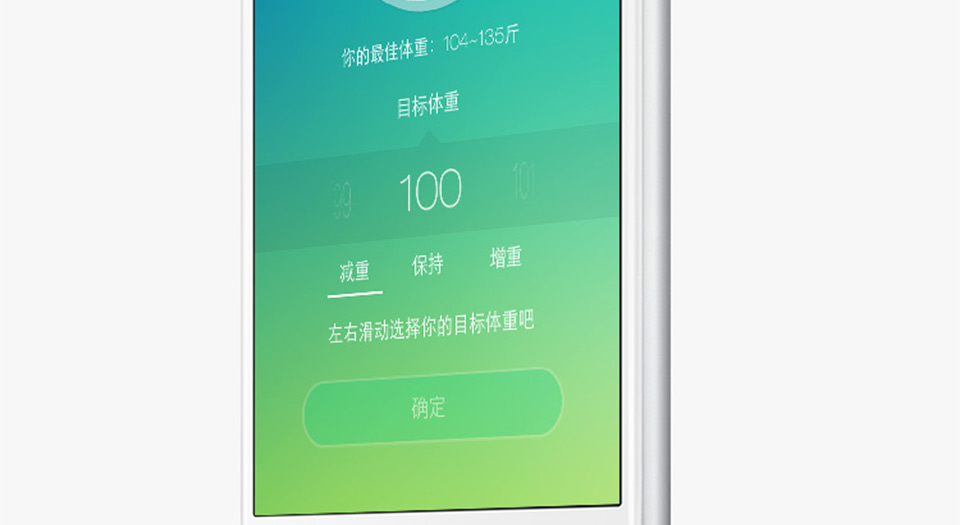 你的最佳体重：104~135斤
目标体重
99 100 101
减重 保持 增重
左右滑动选择你的目标体重吧
确定